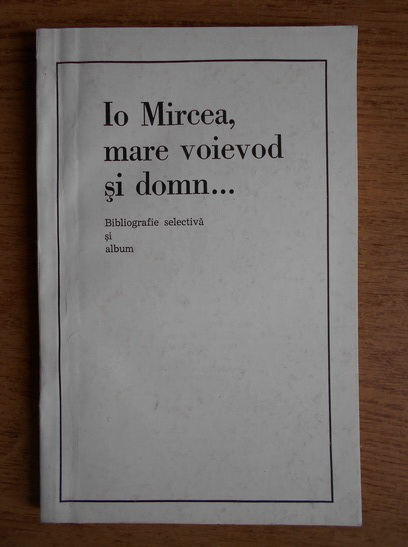 Io Mircea,
mare voievod
şi domn...
Bibliografie selectivă
şi
album